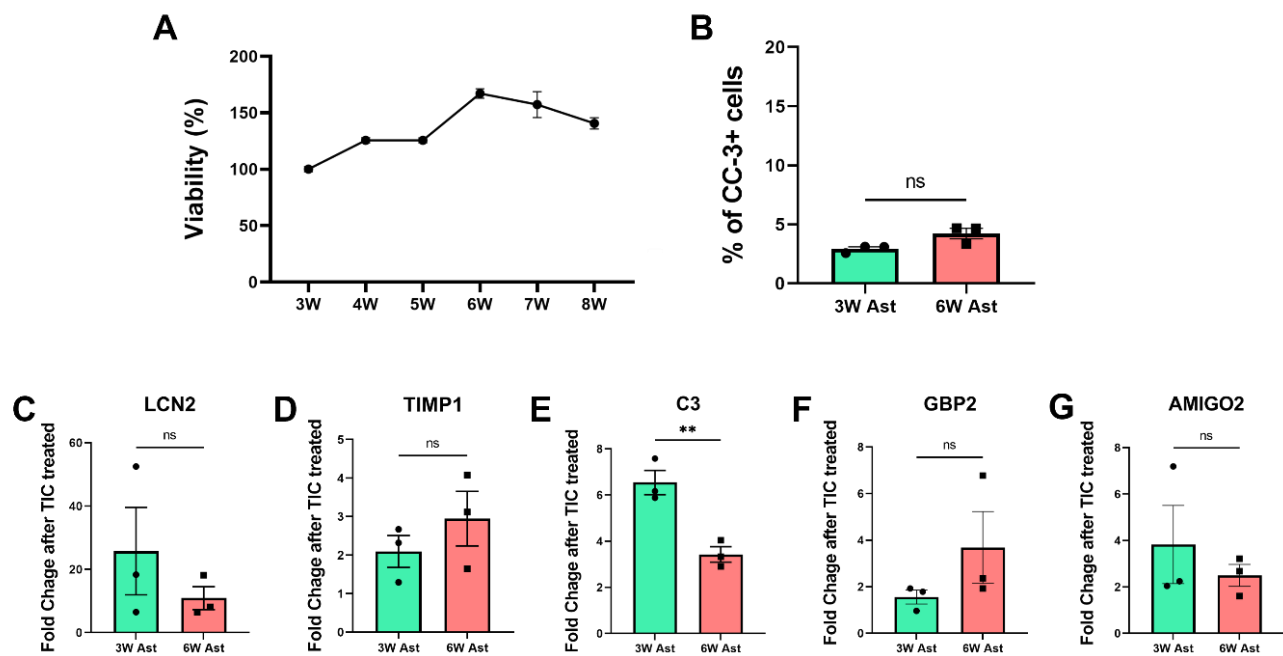 A
Viability (%)
200
150
100
50
0
3W 4W 5W 6W 7W 8W
B
% of CC-3+ cells
20
15
10
5
0
ns
3W Ast 6W Ast
C
LCN2
Fold Chage after TIC treated
60
40
20
0
ns
3W Ast 6W Ast
D
TIMP1
Fold Chage after TIC treated
5
4
3
2
1
0
ns
3W Ast 6W Ast
E
C3
Fold Chage after TIC treated
8
6
4
2
0
**
3W Ast 6W Ast
F
GBP2
Fold Chage after TIC treated
8
6
4
2
0
ns
3W Ast 6W Ast
G
AMIGO2
Fold Chage after TIC treated
8
6
4
2
0
ns
3W Ast 6W Ast